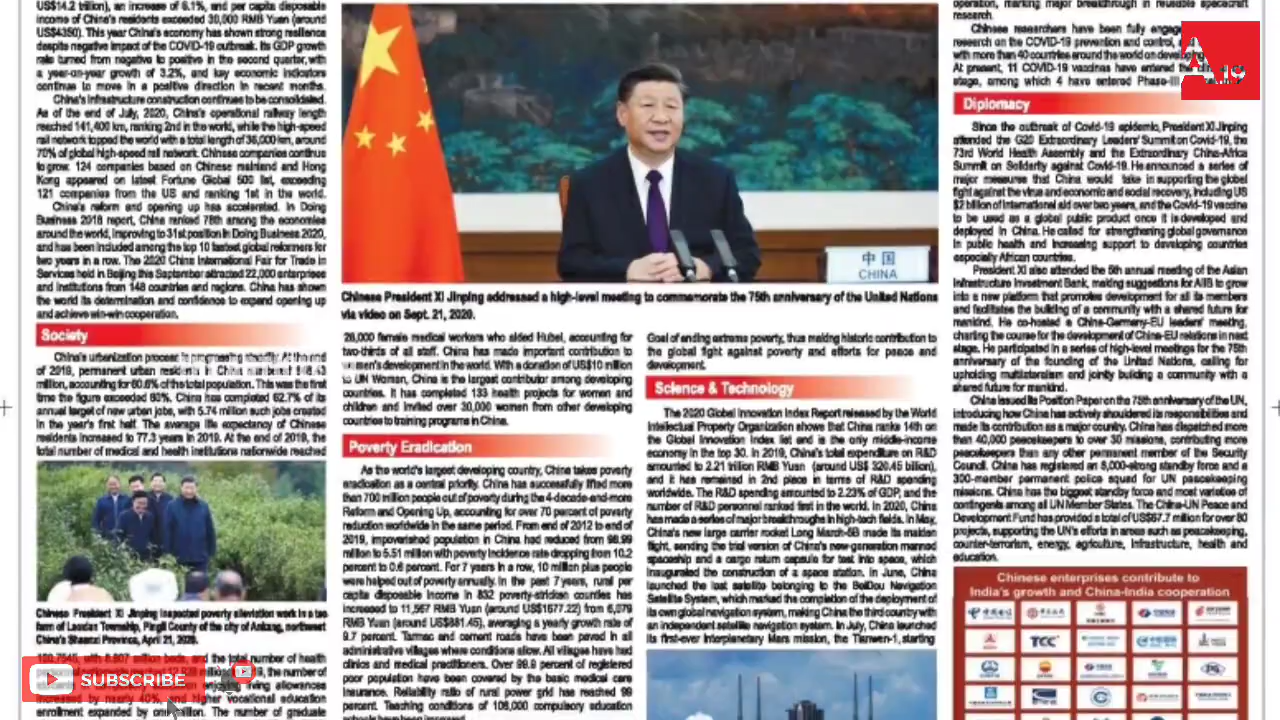 US$14.2 trillion), an increase of 6.1%, and per capita disposable
income of China's residents exceeded 30,000 RMB Yuan (around
US$4350). This year China's economy has shown strong resilience
despite negative impact of the COVID-19 outbreak. Its GDP growth
rate turned from negative to positive in the second quarter, with
a year-on-year growth of 3.2%, and key economic indicators
continue to move in a positive direction in recent months.
China's infrastructure construction continues to be consolidated.
As of the end of July, 2020, China's operational railway length
reached 141,400 km, ranking 2nd in the world, while the high-speed
rail network topped the world with a total length of 36,000 km, around
70% of global high-speed rail network. Chinese companies continue
to grow. 124 companies based on Chinese mainland and Hong
Kong appeared on latest Fortune Global 500 list, exceeding
121 companies from the US and ranking 1st in the world.
China's reform and opening up has accelerated. In Doing
Business 2018 report, China ranked 78th among the economies
around the world, improving to 31st position in Doing Business 2020,
and has been included among the top 10 fastest global reformers for
two years in a row. The 2020 China International Fair for Trade in
Services held in Beijing this September attracted 22,000 enterprises
and institutions from 148 countries and regions. China has shown
the world its determination and confidence to expand opening up
and achieve win-win cooperation.
Society
China's urbanization process is progressing steadily. At the end
of 2019, permanent urban
million, accounting for 60.6% of the total population. This was the first
time the figure exceeded 60%. China has completed 62.7% of its
annual target of new urban jobs, with 5.74 million such jobs created
in the year's first half. The average life expectancy of Chinese
residents increased to 77.3 years in 2019. At the end of 2019, the
total number of medical and health institutions nationwide reached
Chinese President Xi Jinping inspected poverty alleviation work in a tea
farm of Laoxian Township, Pingli County of the city of Ankang, northwest
China's Shaanxi Province, April 21, 2020.
million beds, and the total number of health
the number of
living allowances
increased by nearly 40%, and higher vocational education
enrollment expanded by one million. The number of graduate
SUBSCRIBE
中国
CHINA
Chinese President Xi Jinping addressed a high-level meeting to commemorate the 75th anniversary of the United Nations
via video on Sept. 21, 2020.
28,000 female medical workers who aided Hubei, accounting for
two-thirds of all staff. China has made important contribution to
women's development in the world. With a donation of US$10 million
to UN Women, China is the largest contributor among developing
countries. It has completed 133 health projects for women and
children and invited over 30,000 women from other developing
countries to training programs in China.
Poverty Eradication
As the world's largest developing country, China takes poverty
eradication as a central priority. China has successfully lifted more
than 700 million people out of poverty during the 4-decade-and-more
Reform and Opening Up, accounting for over 70 percent of poverty
reduction worldwide in the same period. From end of 2012 to end of
2019, impoverished population in China had reduced from 98.99
million to 5.51 million with poverty incidence rate dropping from 10.2
percent to 0.6 percent. For 7 years in a row, 10 million plus people
were helped out of poverty annually. In the past 7 years, rural per
capita disposable income in 832 poverty-stricken counties has
increased to 11,567 RMB Yuan (around US$1677.22) from 6,079
RMB Yuan (around US$881.45), averaging a yearly growth rate of
9.7 percent. Tarmac and cement roads have been paved in all
administrative villages where conditions allow. All villages have had
clinics and medical practitioners. Over 99.9 percent of registered
poor population have been covered by the basic medical care
insurance. Reliability ratio of rural power grid has reached 99
percent. Teaching conditions of 108,000 compulsory education
schools have been improved.
Goal of ending extreme poverty, thus making historic contribution to
the global fight against poverty and efforts for peace and
development.
Science & Technology
The 2020 Global Innovation Index Report released by the World
Intellectual Property Organization shows that China ranks 14th on
the Global Innovation Index list and is the only middle-income
economy in the top 30. In 2019, China's total expenditure on R&D
amounted to 2.21 trillion RMB Yuan (around US$ 320.45 billion),
and it has remained in 2nd place in terms of R&D spending
worldwide. The R&D spending amounted to 2.23% of GDP, and the
number of R&D personnel ranked first in the world. In 2020, China
has made a series of major breakthroughs in high-tech fields. In May,
China's new large carrier rocket Long March-5B made its maiden
flight, sending the trial version of China's new-generation manned
spaceship and a cargo return capsule for test into space, which
inaugurated the construction of a space station. In June, China
launched the last satellite belonging to the BeiDou Navigation
Satellite System, which marked the completion of the deployment of
its own global navigation system, making China the third country with
an independent satellite navigation system. In July, China launched
its first-ever interplanetary Mars mission, the Tianwen-1, starting
operation, marking major breakthrough in reusable spacecraft
research.
Chinese researchers have been fully engaged
research on the COVID-19 prevention and control, and
with more than 40 countries around the world on developing
At present, 11 COVID-19 vaccines have entered the clinical
stage, among which 4 have entered Phase-III
A19
Diplomacy
Since the outbreak of Covid-19 epidemic, President Xi Jinping
attended the G20 Extraordinary Leaders' Summit on Covid-19, the
73rd World Health Assembly and the Extraordinary China-Africa
Summit on Solidarity against Covid-19. He announced a series of
major measures that China would take in supporting the global
fight against the virus and economic and social recovery, including US
$2 billion of international aid over two years, and the Covid-19 vaccine
to be used as a global public product once it is developed and
deployed in China. He called for strengthening global governance
in public health and increasing support to developing countries
especially African countries.
President Xi also attended the 5th annual meeting of the Asian
Infrastructure Investment Bank, making suggestions for AIIB to grow
into a new platform that promotes development for all its members
and facilitates the building of a community with a shared future for
mankind. He co-hosted a China-Germany-EU leaders' meeting,
charting the course for the development of China-EU relations in next
stage. He participated in a series of high-level meetings for the 75th
anniversary of the founding of the United Nations, calling for
upholding multilateralism and jointly building a community with a
shared future for mankind.
China issued its Position Paper on the 75th anniversary of the UN,
introducing how China has actively shouldered its responsibilities and
made its contribution as a major country. China has dispatched more
than 40,000 peacekeepers to over 30 missions, contributing more
peacekeepers than any other permanent member of the Security
Council. China has registered an 8,000-strong standby force and a
300-member permanent police squad for UN peacekeeping
missions. China has the biggest standby force and most varieties of
contingents among all UN Member States. The China-UN Peace and
Development Fund has provided a total of US$67.7 million for over 80
projects, supporting the UN's efforts in areas such as peacekeeping,
counter-terrorism, energy, agriculture, infrastructure, health and
education.
Chinese enterprises contribute to
India's growth and China-India cooperation
TCC